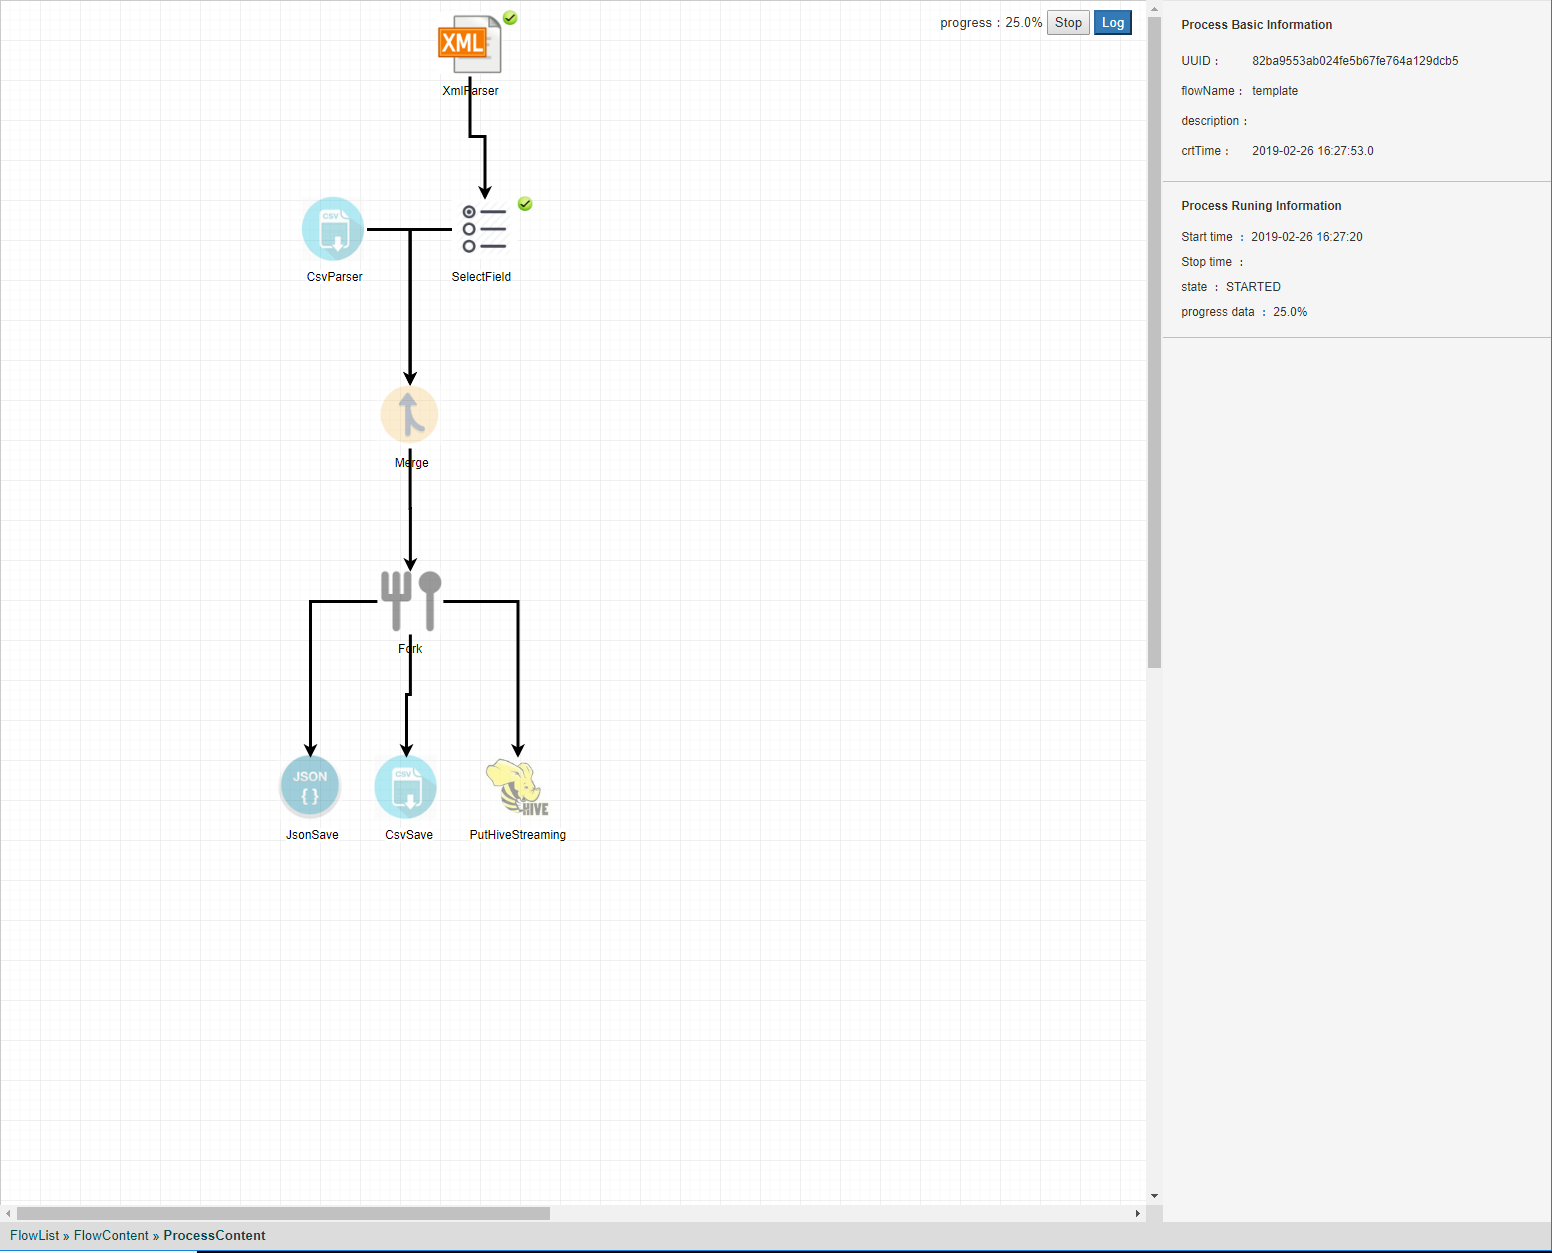 progress : 25.0% Stop Log
XML
XmlParser
CSV
CsvParser
SelectField
Merge
Fork
JSON
{ }
JsonSave
CSV
CsvSave
HIVE
PutHiveStreaming
Process Basic Information
UUID : 82ba9553ab024fe5b67fe764a129dcb5
flowName : template
description :
crtTime : 2019-02-26 16:27:53.0
Process Runing Information
Start time : 2019-02-26 16:27:20
Stop time :
state : STARTED
progress data : 25.0%
FlowList » FlowContent » ProcessContent